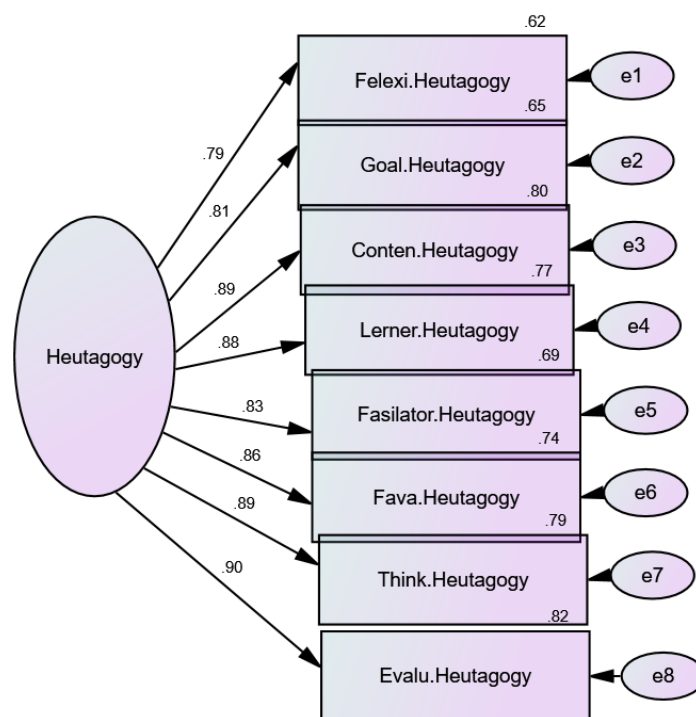 .62
Felexi.Heutagogy
e1
.79
.65
Goal.Heutagogy
e2
.81
.80
Conten.Heutagogy
e3
.89
.77
Lerner.Heutagogy
e4
.88
Heutagogy
.69
Fasilator.Heutagogy
e5
.83
.74
Fava.Heutagogy
e6
.86
.79
Think.Heutagogy
e7
.89
.82
Evalu.Heutagogy
e8
.90